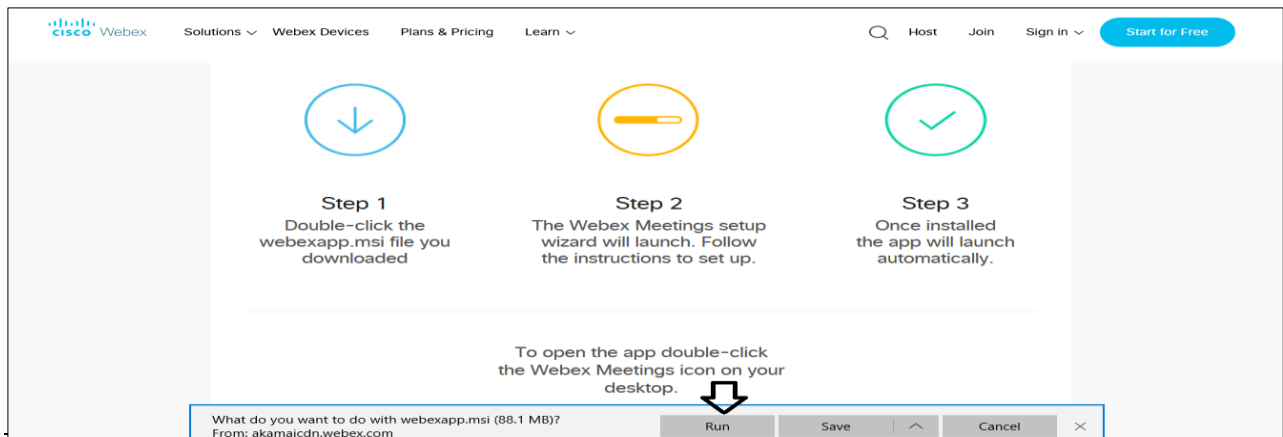 CISCO Webex Solutions Webex Devices Plans & Pricing Learn Host Join Sign in Start for Free
Step 1
Double-click the
webexapp.msi file you
downloaded
Step 2
The Webex Meetings setup
wizard will launch. Follow
the instructions to set up.
Step 3
Once installed
the app will launch
automatically.
To open the app double-click
the Webex Meetings icon on your
desktop.
What do you want to do with webexapp.msi (88.1 MB)?
From: akamaicdn.webex.com
Run Save Cancel